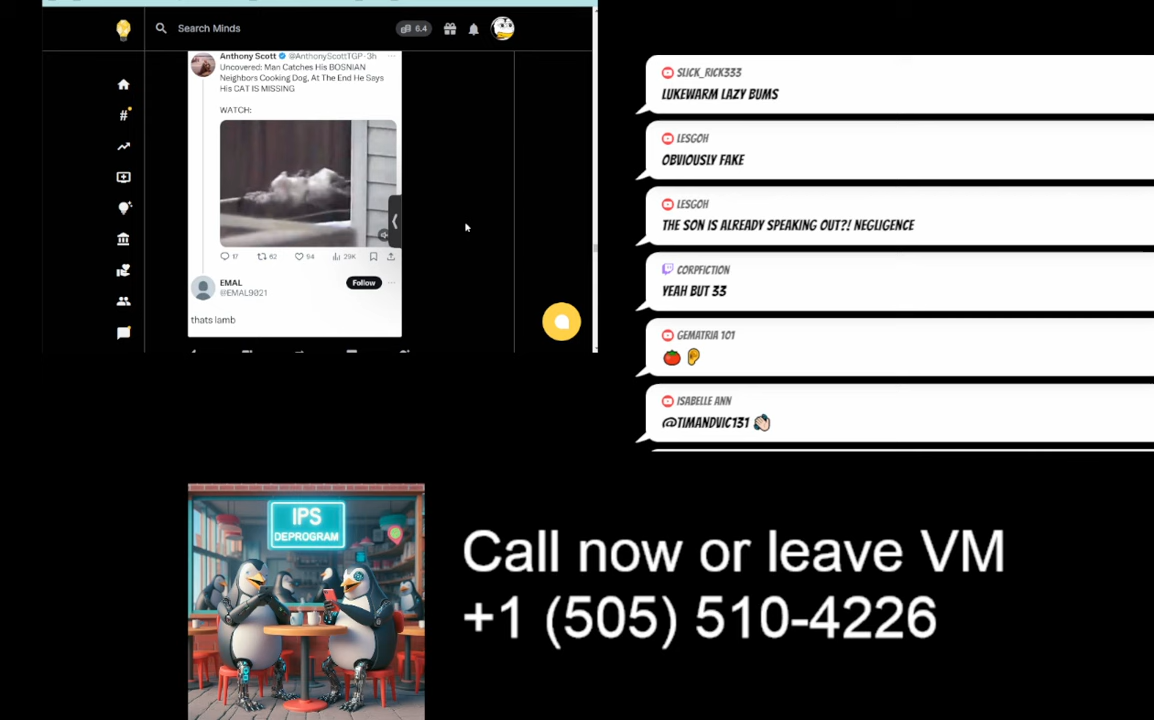 Search Minds
6.4
Anthony Scott @AnthonyScottTGP · 3h
Uncovered: Man Catches His BOSNIAN
Neighbors Cooking Dog, At The End He Says
His CAT IS MISSING
WATCH:
17 62 94 29K
EMAL
@EMAL9021
Follow
thats lamb
SLICK_RICK333
LUKEWARM LAZY BUMS
LESGOH
OBVIOUSLY FAKE
LESGOH
THE SON IS ALREADY SPEAKING OUT?! NEGLIGENCE
CORPFICTION
YEAH BUT 33
GEMATRIA 101
🍅 👂
ISABELLE ANN
@TIMANDVIC131 👏🏻
IPS
DEPROGRAM
Call now or leave VM
+1 (505) 510-4226